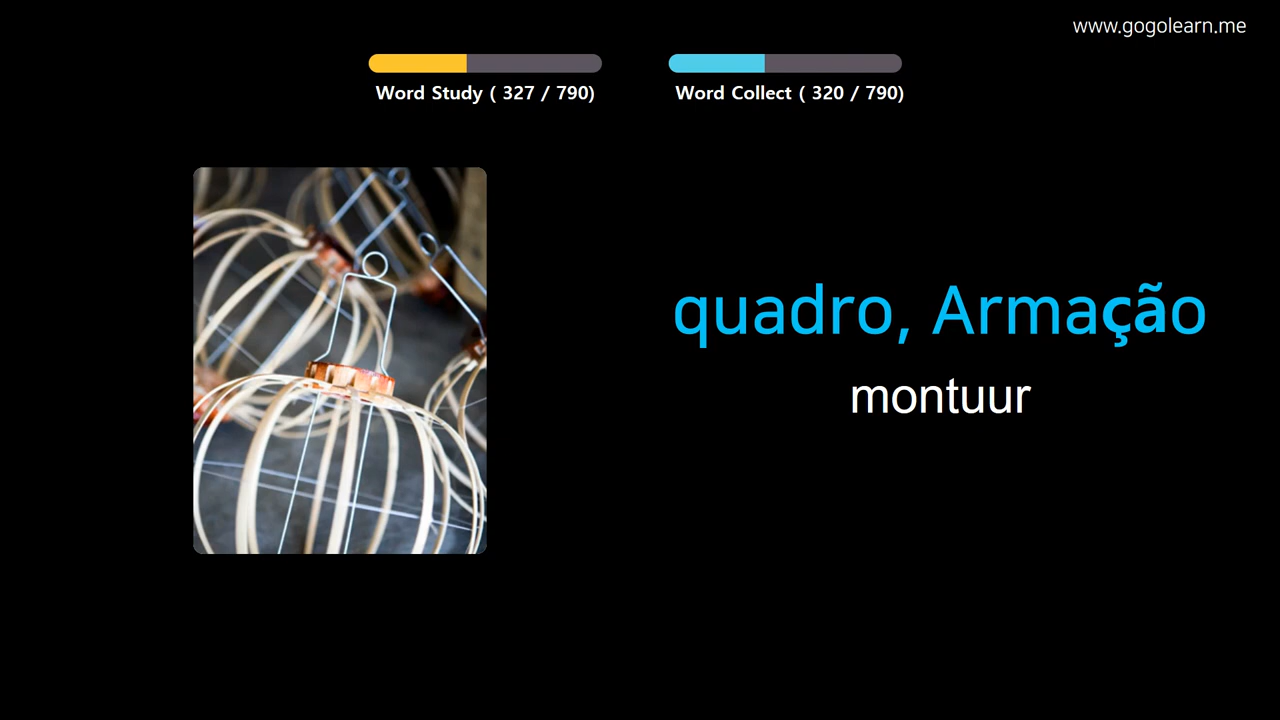 www.gogolearn.me
Word Study ( 327 / 790)
Word Collect ( 320 / 790)
quadro, Armação
montuur